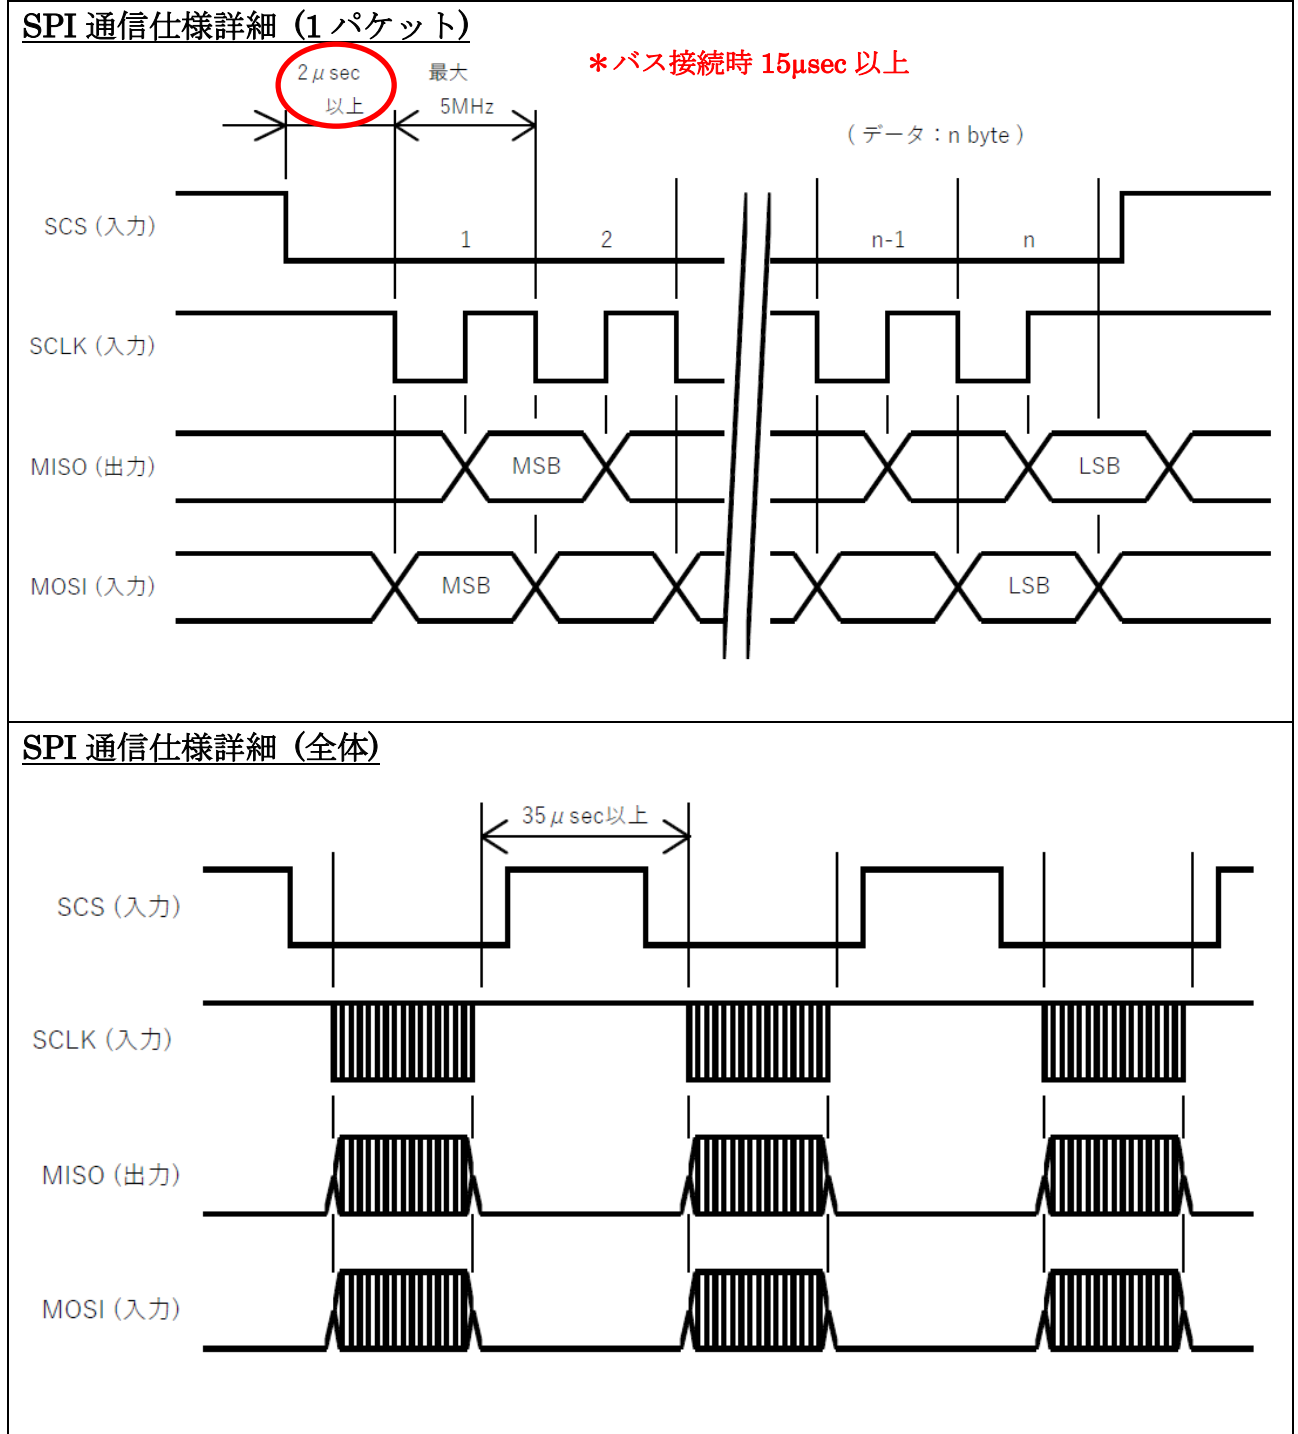 SPI 通信仕様詳細 (1 パケット)
＊バス接続時 15μsec 以上
2μsec
以上
最大
5MHz
( データ：n byte )
SCS (入力)
1
2
n-1
n
SCLK (入力)
MISO (出力)
MSB
LSB
MOSI (入力)
MSB
LSB
SPI 通信仕様詳細 (全体)
35μsec以上
SCS (入力)
SCLK (入力)
MISO (出力)
MOSI (入力)